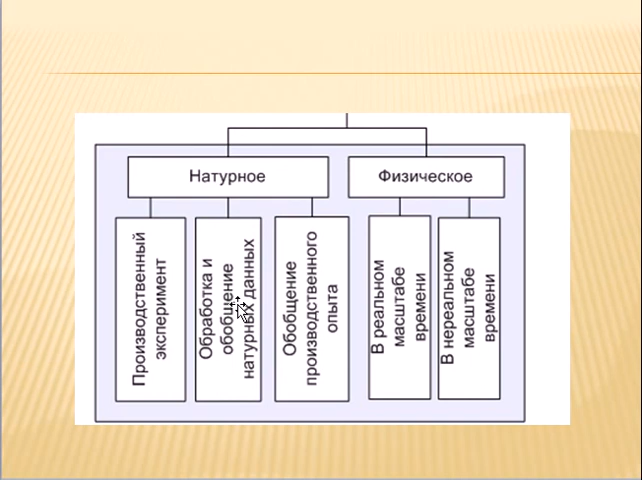 Натурное
Физическое
Производственный
эксперимент
Обработка и
обобщение
натурных данных
Обобщение
производственного
опыта
В реальном
масштабе
времени
В нереальном
масштабе
времени